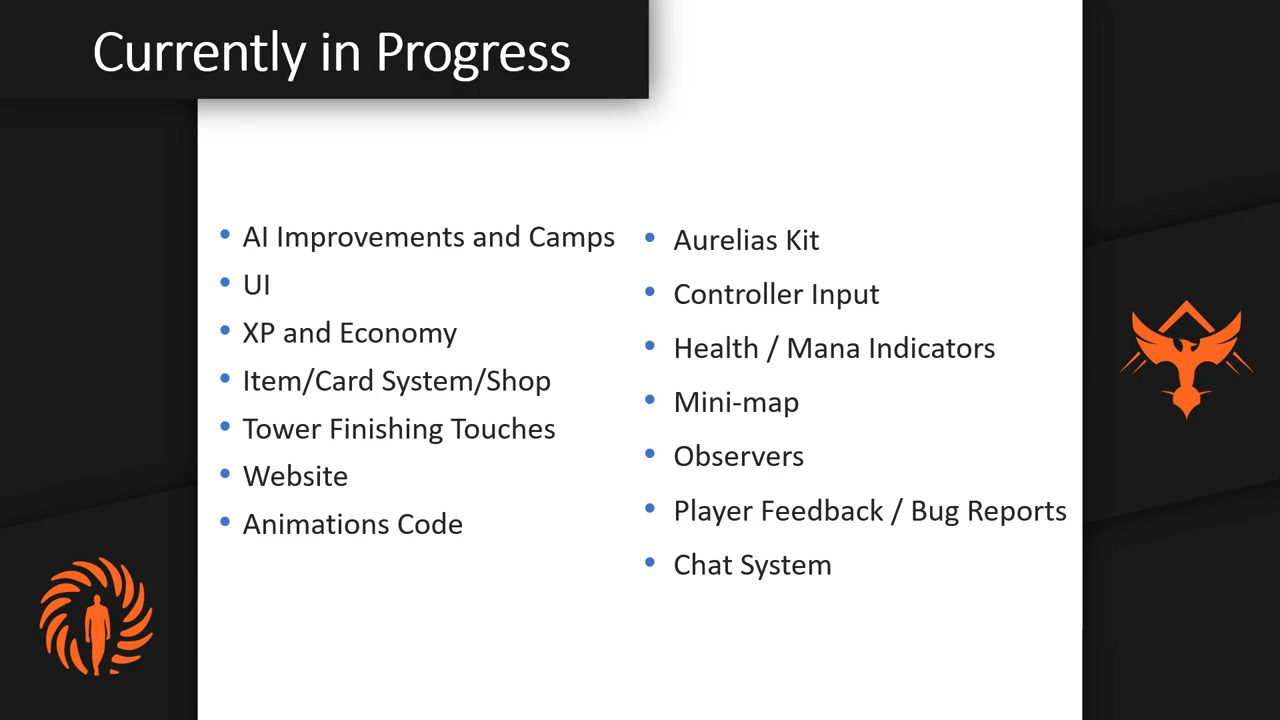 Currently in Progress
AI Improvements and Camps
UI
XP and Economy
Item/Card System/Shop
Tower Finishing Touches
Website
Animations Code
Aurelias Kit
Controller Input
Health / Mana Indicators
Mini-map
Observers
Player Feedback / Bug Reports
Chat System